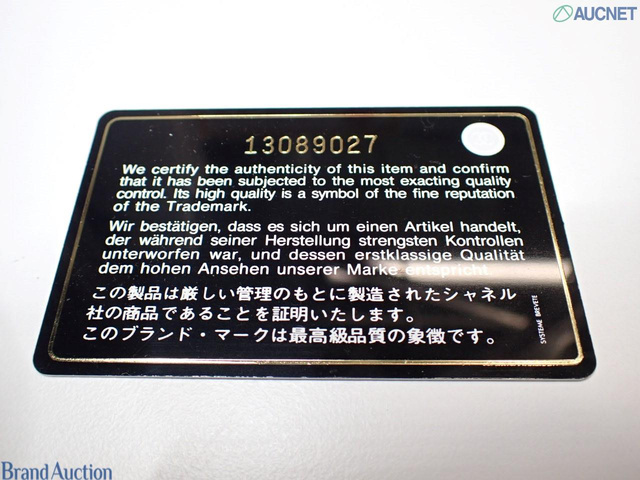 AUCNET
13089027
We certify the authenticity of this item and confirm
that it has been subjected to the most exacting quality
control. Its high quality is a symbol of the fine reputation
of the Trademark.
Wir bestätigen, dass es sich um einen Artikel handelt,
der während seiner Herstellung strengsten Kontrollen
unterworfen war, und dessen erstklassige Qualität
dem hohen Ansehen unserer Marke entspricht.
この製品は厳しい管理のもとに製造されたシャネル
社の商品であることを証明いたします。
このブランド・マークは最高級品質の象徴です。
SYSTEME BREVETE
Brand Auction